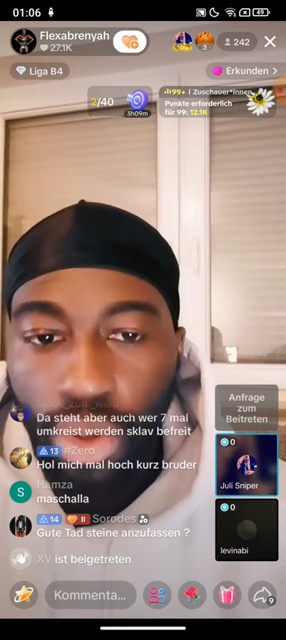 01:06
49
Flexabrenyah
27.1K
242
Liga B4
Erkunden >
2/40
3h09m
99+ | Zuschauer*innen
Punkte erforderlich
für 99: 12.1K
Da steht aber auch wer 7 mal
umkreist werden sklav befreit
13 #Zero
Hol mich mal hoch kurz bruder
S Hamza
maschalla
14 II Sorodes
Gute Tad steine anzufassen ?
XV ist beigetreten
Anfrage
zum
Beitreten
0
Juli Sniper
0
levinabi
Kommenta...
9